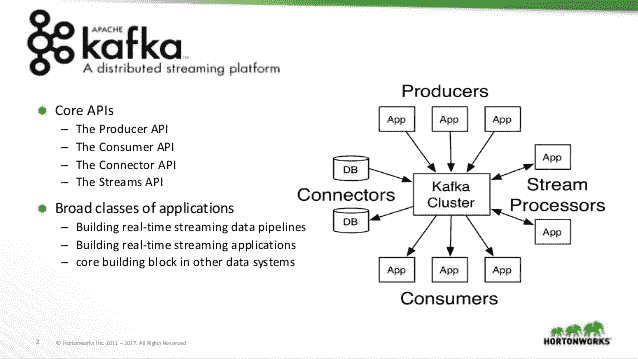 APACHE
kafka
A distributed streaming platform
Core APIs
– The Producer API
– The Consumer API
– The Connector API
– The Streams API
Broad classes of applications
– Building real-time streaming data pipelines
– Building real-time streaming applications
– core building block in other data systems
Producers
App
App
App
DB
App
Connectors
Kafka
Cluster
Stream
Processors
DB
App
App
App
App
Consumers
2
© Hortonworks Inc. 2011 – 2017. All Rights Reserved
HORTONWORKS